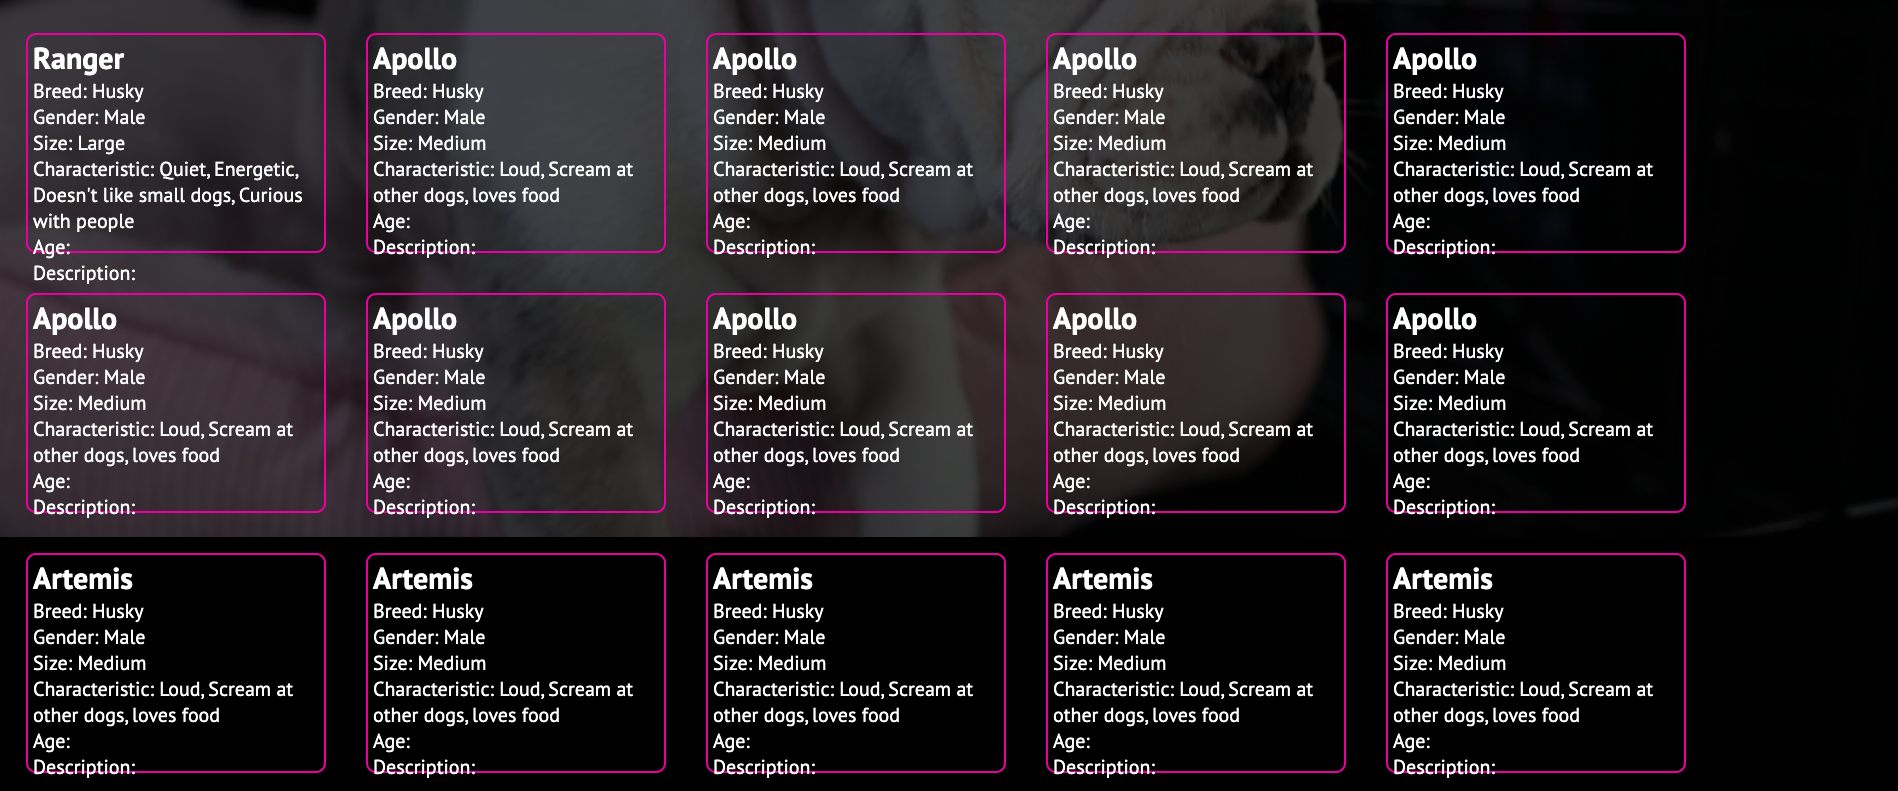 Ranger
Breed: Husky
Gender: Male
Size: Large
Characteristic: Quiet, Energetic,
Doesn't like small dogs, Curious
with people
Age:
Description:
Apollo
Breed: Husky
Gender: Male
Size: Medium
Characteristic: Loud, Scream at
other dogs, loves food
Age:
Description:
Apollo
Breed: Husky
Gender: Male
Size: Medium
Characteristic: Loud, Scream at
other dogs, loves food
Age:
Description:
Apollo
Breed: Husky
Gender: Male
Size: Medium
Characteristic: Loud, Scream at
other dogs, loves food
Age:
Description:
Apollo
Breed: Husky
Gender: Male
Size: Medium
Characteristic: Loud, Scream at
other dogs, loves food
Age:
Description:
Apollo
Breed: Husky
Gender: Male
Size: Medium
Characteristic: Loud, Scream at
other dogs, loves food
Age:
Description:
Apollo
Breed: Husky
Gender: Male
Size: Medium
Characteristic: Loud, Scream at
other dogs, loves food
Age:
Description:
Apollo
Breed: Husky
Gender: Male
Size: Medium
Characteristic: Loud, Scream at
other dogs, loves food
Age:
Description:
Apollo
Breed: Husky
Gender: Male
Size: Medium
Characteristic: Loud, Scream at
other dogs, loves food
Age:
Description:
Apollo
Breed: Husky
Gender: Male
Size: Medium
Characteristic: Loud, Scream at
other dogs, loves food
Age:
Description:
Artemis
Breed: Husky
Gender: Male
Size: Medium
Characteristic: Loud, Scream at
other dogs, loves food
Age:
Description:
Artemis
Breed: Husky
Gender: Male
Size: Medium
Characteristic: Loud, Scream at
other dogs, loves food
Age:
Description:
Artemis
Breed: Husky
Gender: Male
Size: Medium
Characteristic: Loud, Scream at
other dogs, loves food
Age:
Description:
Artemis
Breed: Husky
Gender: Male
Size: Medium
Characteristic: Loud, Scream at
other dogs, loves food
Age:
Description:
Artemis
Breed: Husky
Gender: Male
Size: Medium
Characteristic: Loud, Scream at
other dogs, loves food
Age:
Description: